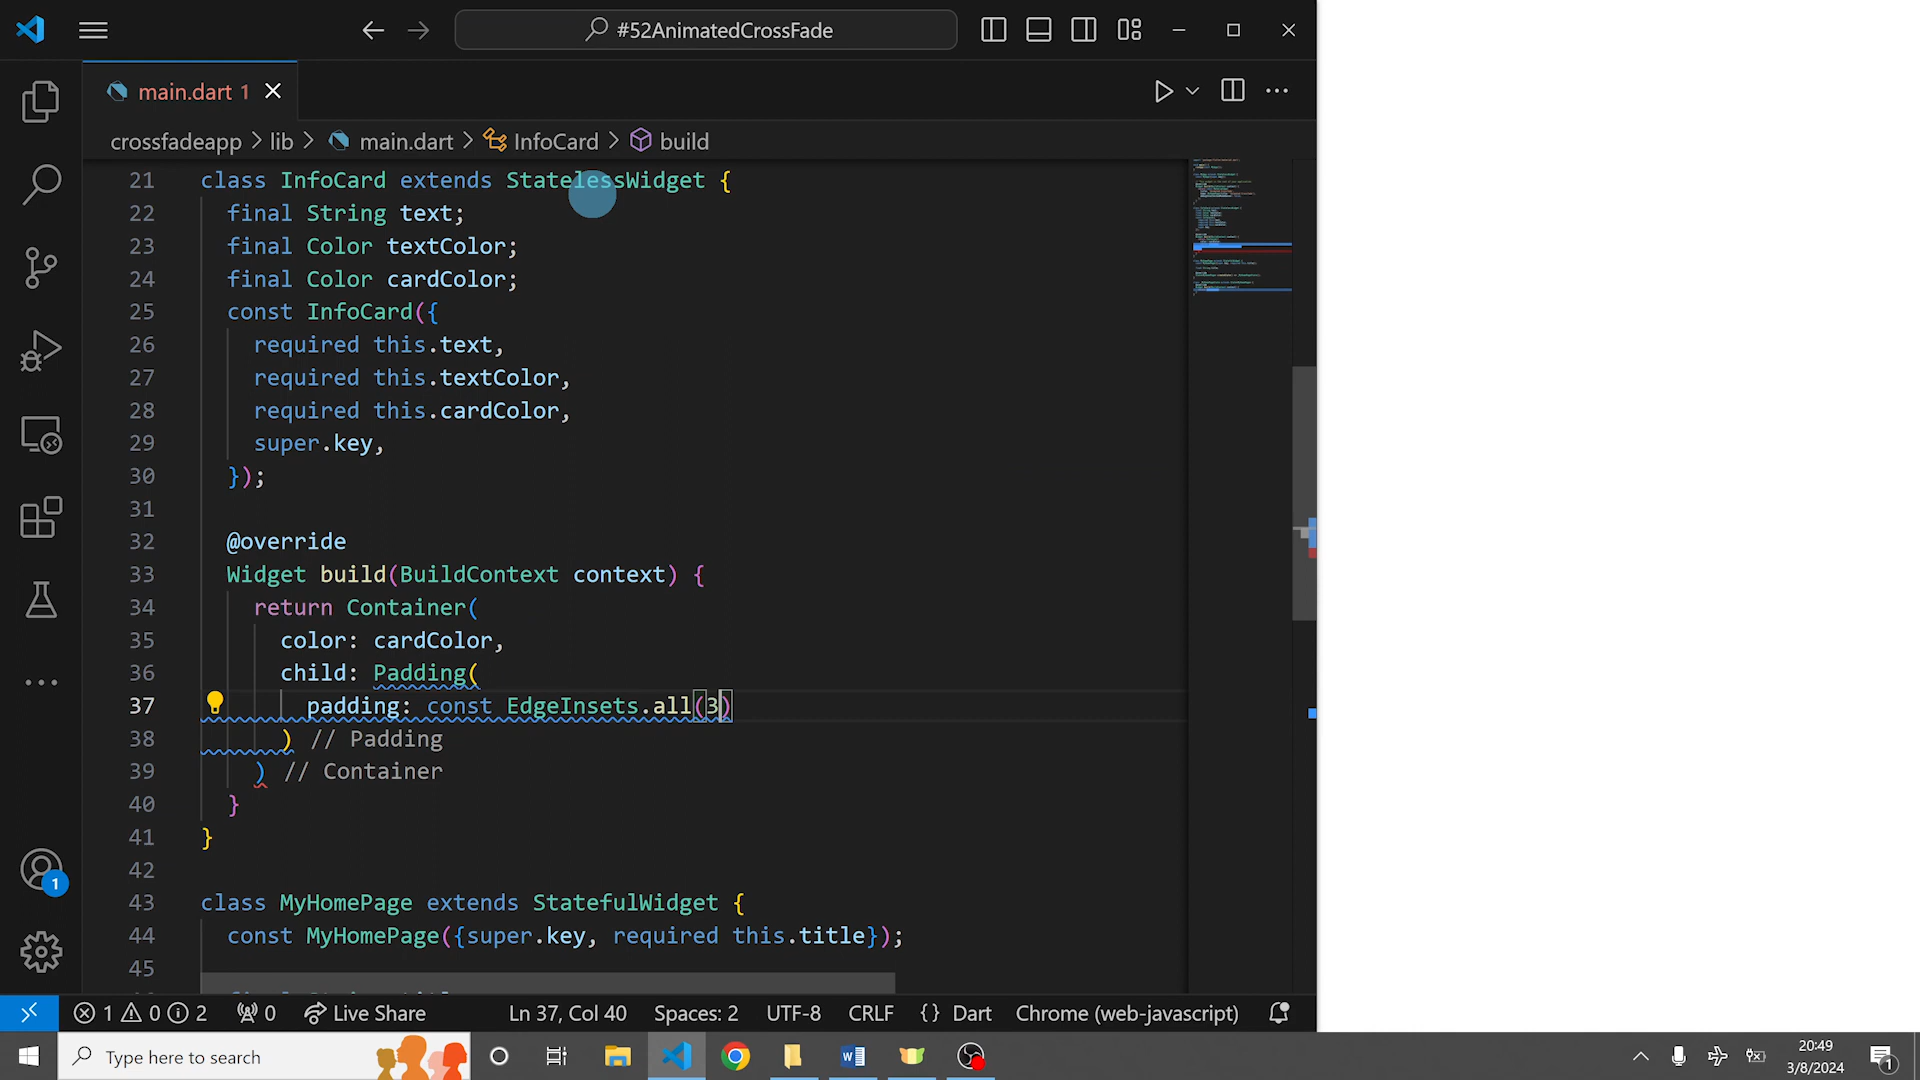 #52AnimatedCrossFade
main.dart 1
crossfadeapp > lib > main.dart > InfoCard > build
21 class InfoCard extends StatelessWidget {
22 final String text;
23 final Color textColor;
24 final Color cardColor;
25 const InfoCard({
26 required this.text,
27 required this.textColor,
28 required this.cardColor,
29 super.key,
30 });
31
32 @override
33 Widget build(BuildContext context) {
34 return Container(
35 color: cardColor,
36 child: Padding(
37 padding: const EdgeInsets.all(3)
38 ) // Padding
39 ) // Container
40 }
41 }
42
43 class MyHomePage extends StatefulWidget {
44 const MyHomePage({super.key, required this.title});
45
1
1 0 2 0 Live Share Ln 37, Col 40 Spaces: 2 UTF-8 CRLF {} Dart Chrome (web-javascript)
Type here to search
20:49
3/8/2024
1